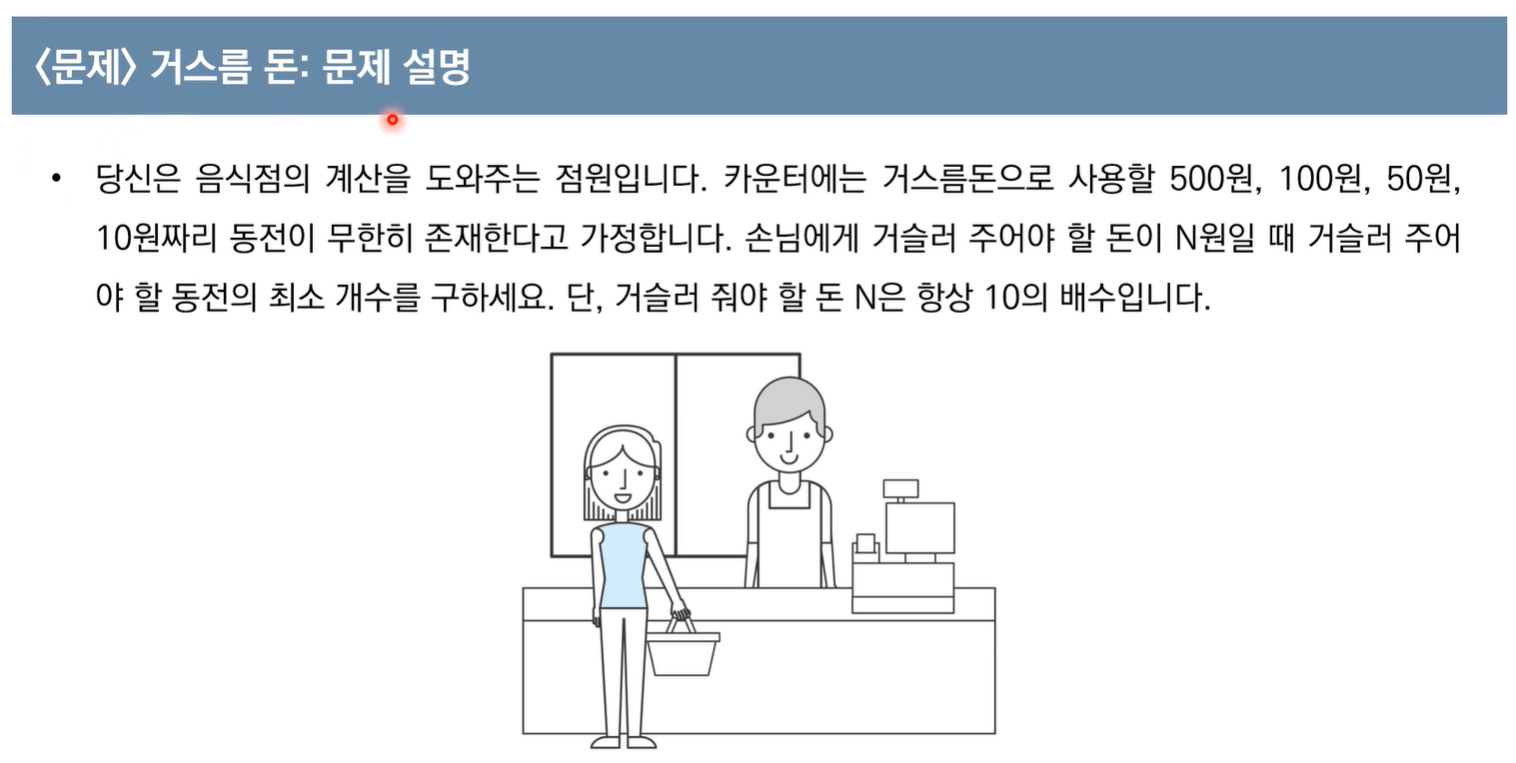 〈문제〉 거스름 돈: 문제 설명
• 당신은 음식점의 계산을 도와주는 점원입니다. 카운터에는 거스름돈으로 사용할 500원, 100원, 50원,
10원짜리 동전이 무한히 존재한다고 가정합니다. 손님에게 거슬러 주어야 할 돈이 N원일 때 거슬러 주어
야 할 동전의 최소 개수를 구하세요. 단, 거슬러 줘야 할 돈 N은 항상 10의 배수입니다.